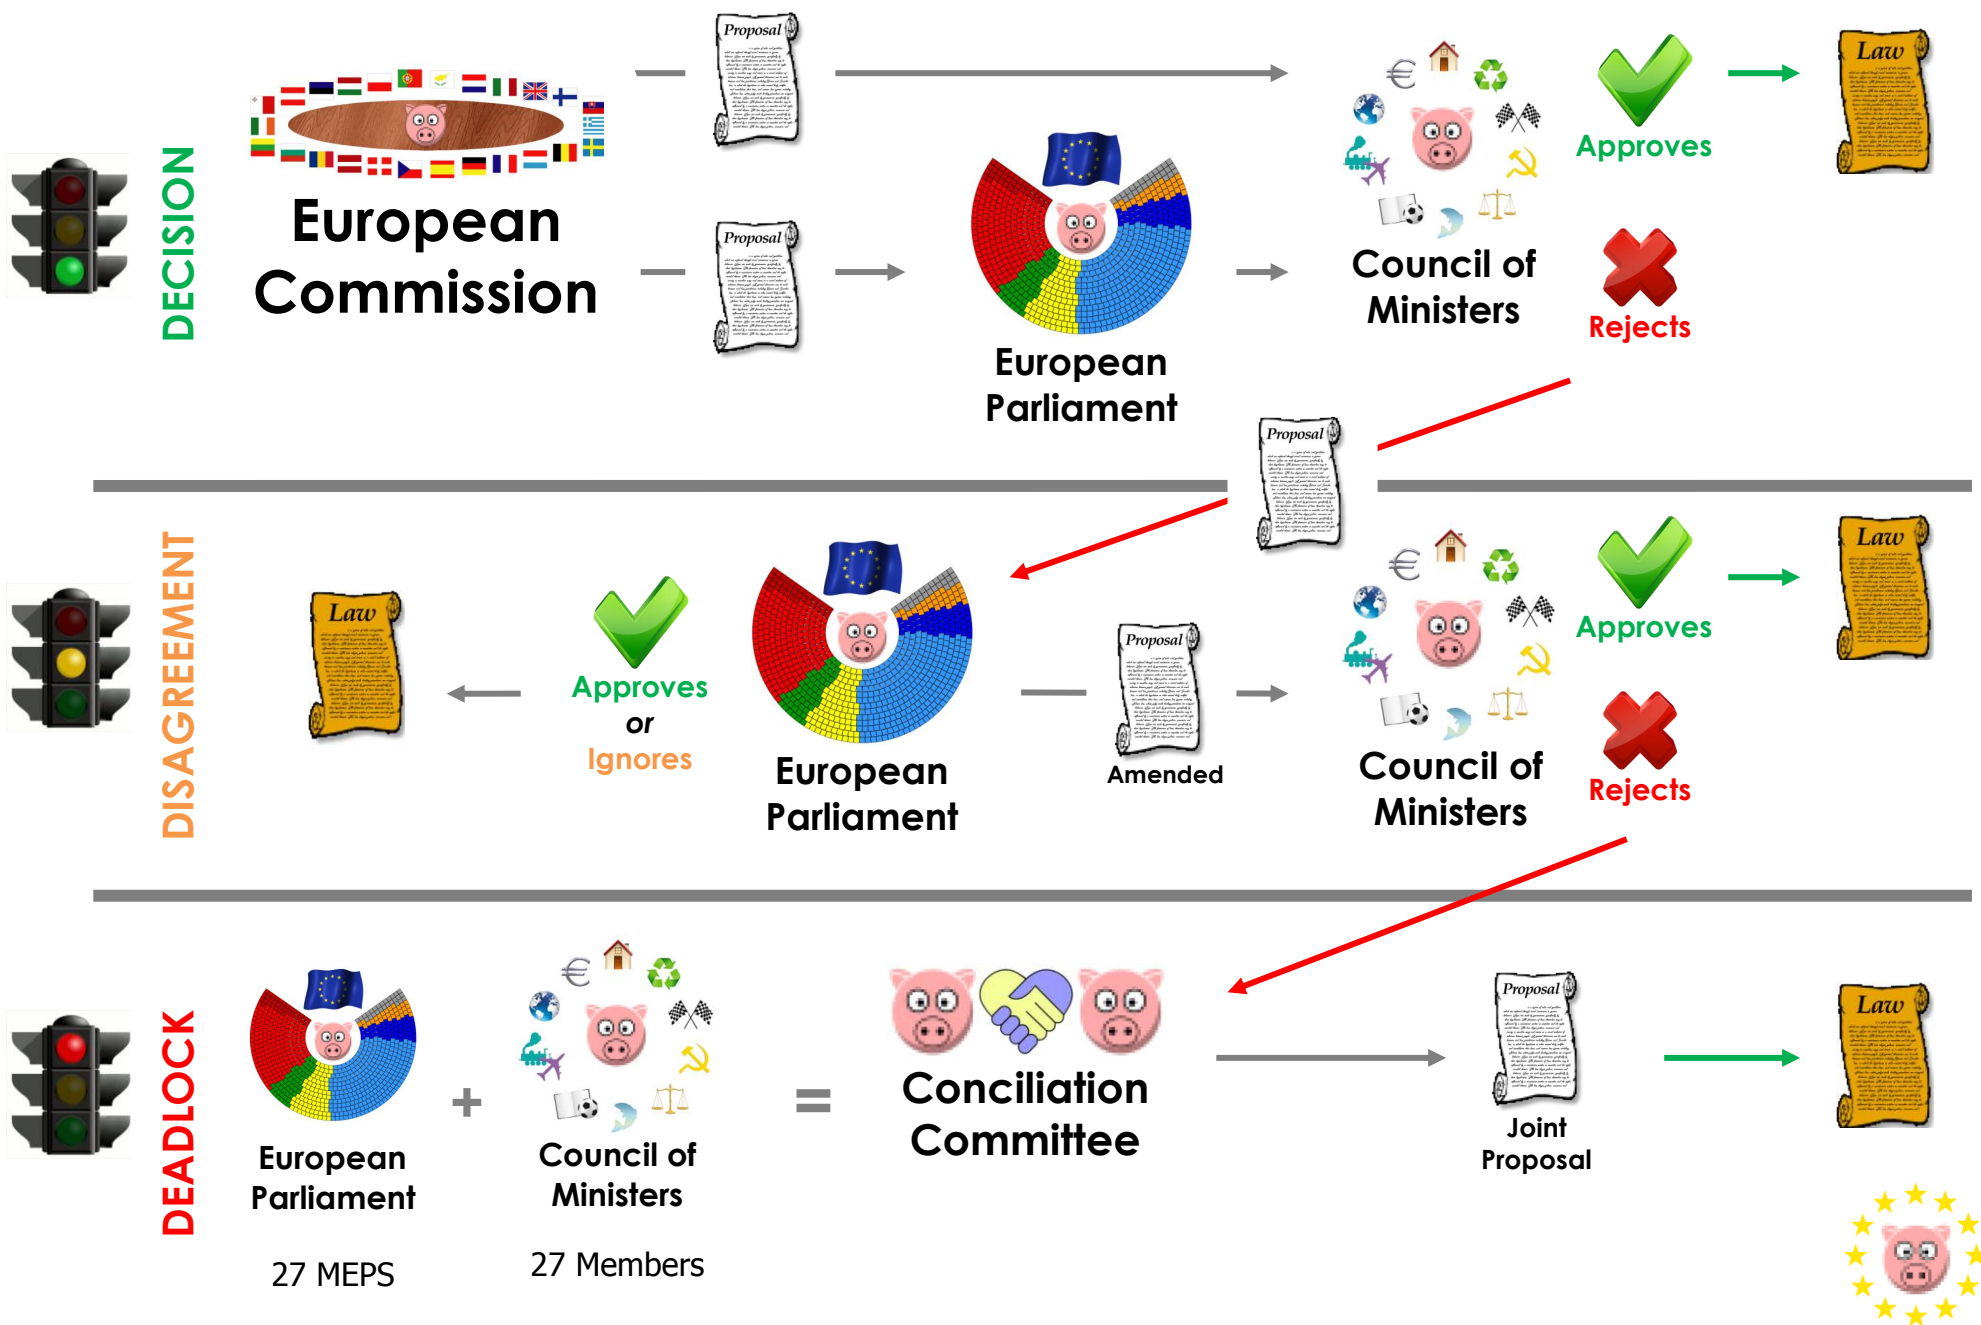 DECISION
European
Commission
Proposal
Proposal
European
Parliament
Council of
Ministers
Approves
Rejects
Law
Proposal
DISAGREEMENT
Law
Approves
or
Ignores
European
Parliament
Proposal
Amended
Council of
Ministers
Approves
Rejects
Law
DEADLOCK
European
Parliament
27 MEPS
+
Council of
Ministers
27 Members
=
Conciliation
Committee
Proposal
Joint
Proposal
Law